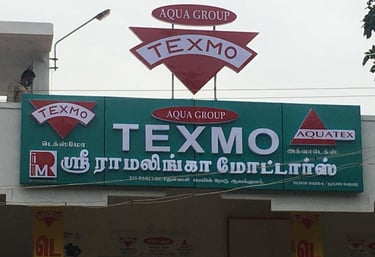 AQUA GROUP
TEXMO
AQUA GROUP
TEXMO
TEXMO
AQUATEX
டெக்ஸ்மோ
அக்வாடெக்ஸ்
ஸ்ரீ ராமலிங்கா மோட்டார்ஸ்